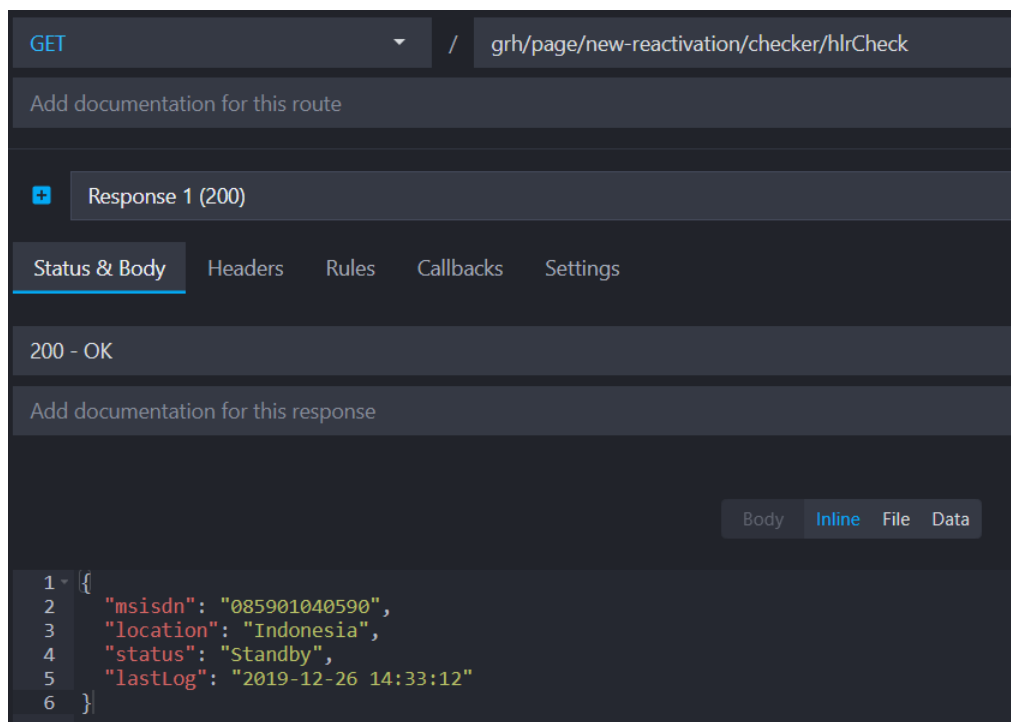 GET / grh/page/new-reactivation/checker/hlrCheck
Add documentation for this route
Response 1 (200)
Status & Body Headers Rules Callbacks Settings
200 - OK
Add documentation for this response
Body Inline File Data
1 {
2 "msisdn": "085901040590",
3 "location": "Indonesia",
4 "status": "Standby",
5 "lastLog": "2019-12-26 14:33:12"
6 }